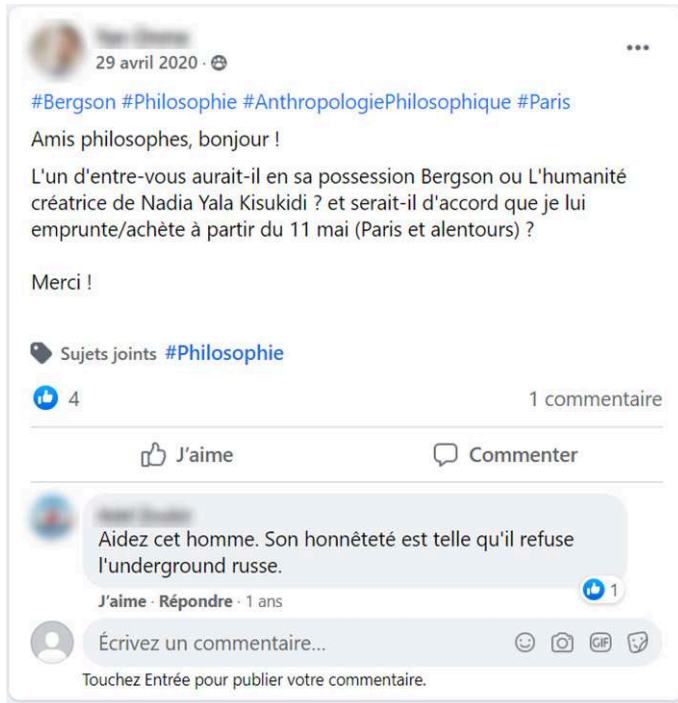 29 avril 2020 ·
#Bergson #Philosophie #AnthropologiePhilosophique #Paris
Amis philosophes, bonjour !
L'un d'entre-vous aurait-il en sa possession Bergson ou L'humanité
créatrice de Nadia Yala Kisukidi ? et serait-il d'accord que je lui
emprunte/achète à partir du 11 mai (Paris et alentours) ?
Merci !
Sujets joints #Philosophie
4 1 commentaire
J'aime Commenter
Aidez cet homme. Son honnêteté est telle qu'il refuse
l'underground russe.
1
J'aime · Répondre · 1 ans
Écrivez un commentaire... GIF
Touchez Entrée pour publier votre commentaire.